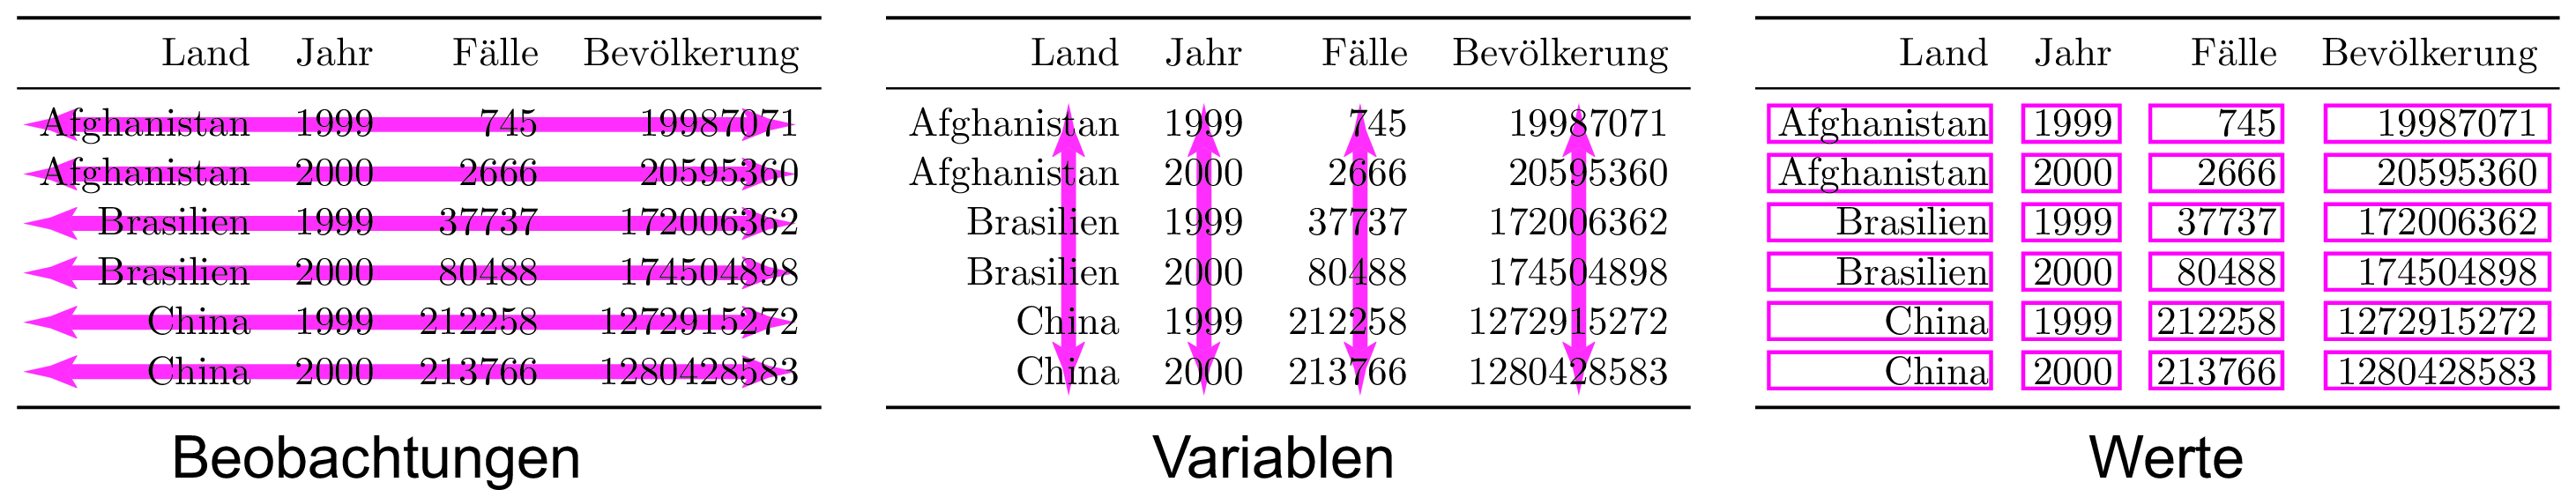 Land Jahr Fälle Bevölkerung
Afghanistan 1999 745 19987071
Afghanistan 2000 2666 20595360
Brasilien 1999 37737 172006362
Brasilien 2000 80488 174504898
China 1999 212258 1272915272
China 2000 213766 1280428583
Beobachtungen
Land Jahr Fälle Bevölkerung
Afghanistan 1999 745 19987071
Afghanistan 2000 2666 20595360
Brasilien 1999 37737 172006362
Brasilien 2000 80488 174504898
China 1999 212258 1272915272
China 2000 213766 1280428583
Variablen
Land Jahr Fälle Bevölkerung
Afghanistan 1999 745 19987071
Afghanistan 2000 2666 20595360
Brasilien 1999 37737 172006362
Brasilien 2000 80488 174504898
China 1999 212258 1272915272
China 2000 213766 1280428583
Werte